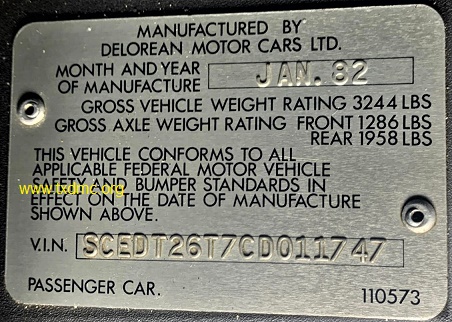 MANUFACTURED BY
DELOREAN MOTOR CARS LTD.
MONTH AND YEAR
OF MANUFACTURE JAN. 82
GROSS VEHICLE WEIGHT RATING 3244 LBS
GROSS AXLE WEIGHT RATING FRONT 1286 LBS
REAR 1958 LBS
THIS VEHICLE CONFORMS TO ALL
APPLICABLE FEDERAL MOTOR VEHICLE
www.txdmc.org
SAFETY AND BUMPER STANDARDS IN
EFFECT ON THE DATE OF MANUFACTURE
SHOWN ABOVE.
V.I.N. SCEDT26T7CD011747
PASSENGER CAR. 110573